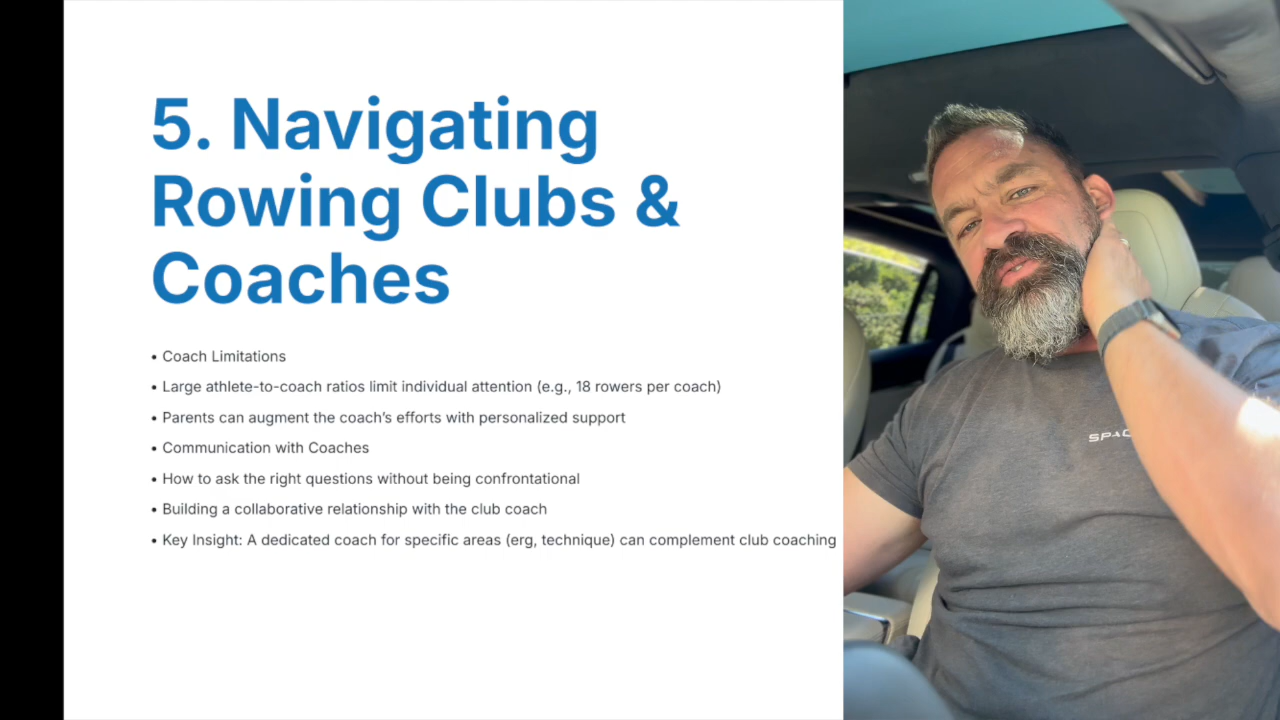 5. Navigating
Rowing Clubs &
Coaches
• Coach Limitations
• Large athlete-to-coach ratios limit individual attention (e.g., 18 rowers per coach)
• Parents can augment the coach’s efforts with personalized support
• Communication with Coaches
• How to ask the right questions without being confrontational
• Building a collaborative relationship with the club coach
• Key Insight: A dedicated coach for specific areas (erg, technique) can complement club coaching